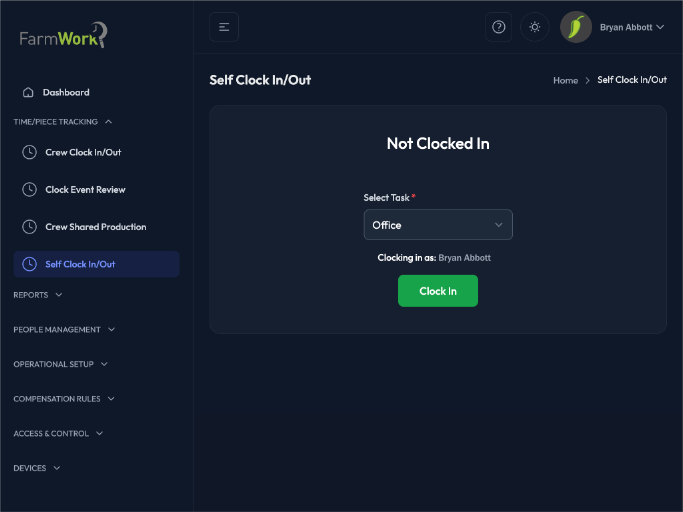 FarmWork
Bryan Abbott
Self Clock In/Out
Home > Self Clock In/Out
Dashboard
TIME/PIECE TRACKING
Crew Clock In/Out
Clock Event Review
Crew Shared Production
Self Clock In/Out
REPORTS
PEOPLE MANAGEMENT
OPERATIONAL SETUP
COMPENSATION RULES
ACCESS & CONTROL
DEVICES
Not Clocked In
Select Task *
Office
Clocking in as: Bryan Abbott
Clock In